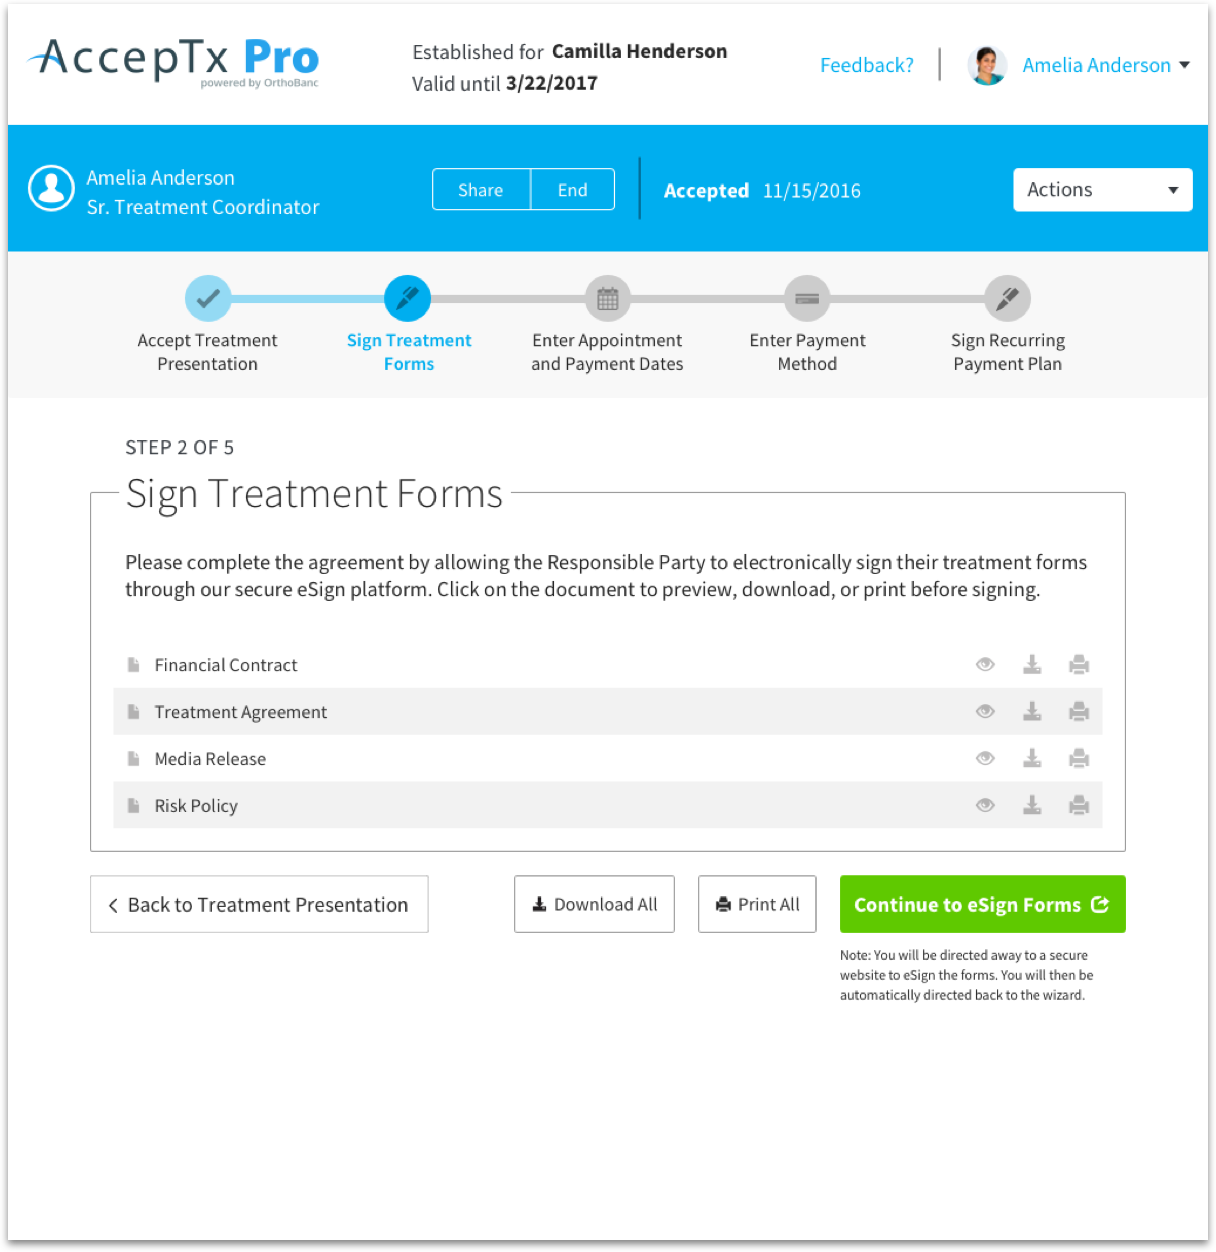 AccepTx Pro
powered by OrthoBanc
Established for Camilla Henderson
Valid until 3/22/2017
Feedback?
Amelia Anderson
Amelia Anderson
Sr. Treatment Coordinator
Share
End
Accepted 11/15/2016
Actions
Accept Treatment
Presentation
Sign Treatment
Forms
Enter Appointment
and Payment Dates
Enter Payment
Method
Sign Recurring
Payment Plan
STEP 2 OF 5
Sign Treatment Forms
Please complete the agreement by allowing the Responsible Party to electronically sign their treatment forms
through our secure eSign platform. Click on the document to preview, download, or print before signing.
Financial Contract
Treatment Agreement
Media Release
Risk Policy
Back to Treatment Presentation
Download All
Print All
Continue to eSign Forms
Note: You will be directed away to a secure
website to eSign the forms. You will then be
automatically directed back to the wizard.